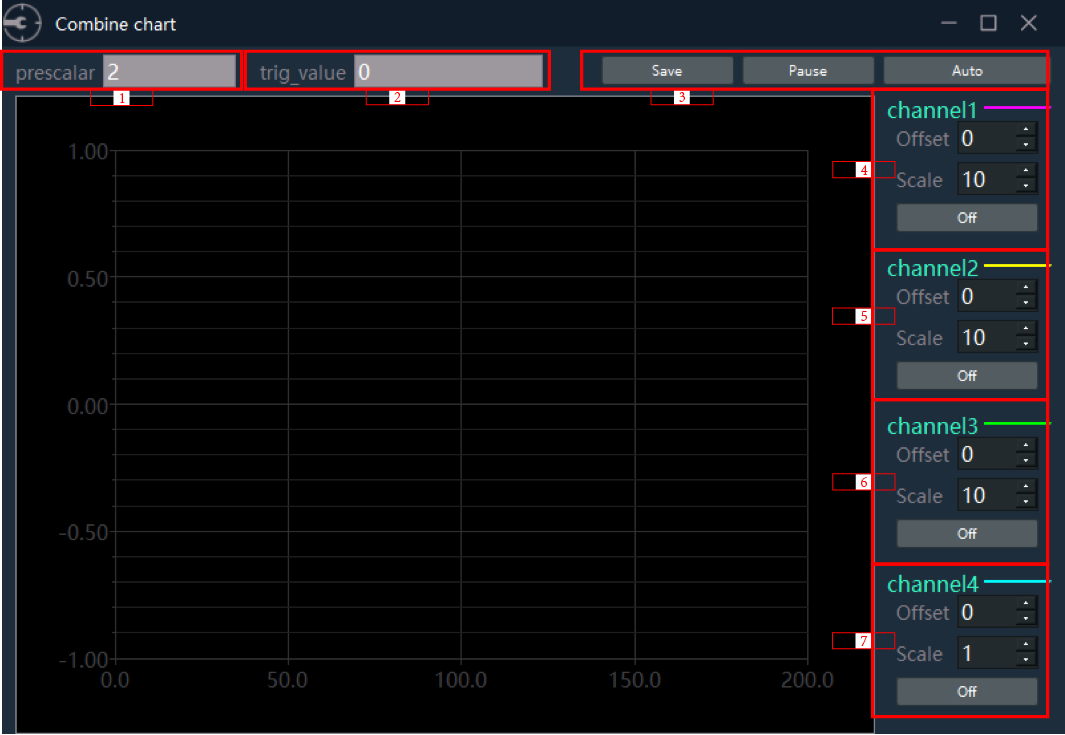 Combine chart
prescalar 2 trig_value 0 Save Pause Auto
1 2 3
channel1
1.00 Offset 0
4 Scale 10
Off
channel2
0.50 Offset 0
5 Scale 10
Off
0.00 channel3
Offset 0
6 Scale 10
-0.50 Off
channel4
Offset 0
7 Scale 1
-1.00
0.0 50.0 100.0 150.0 200.0 Off